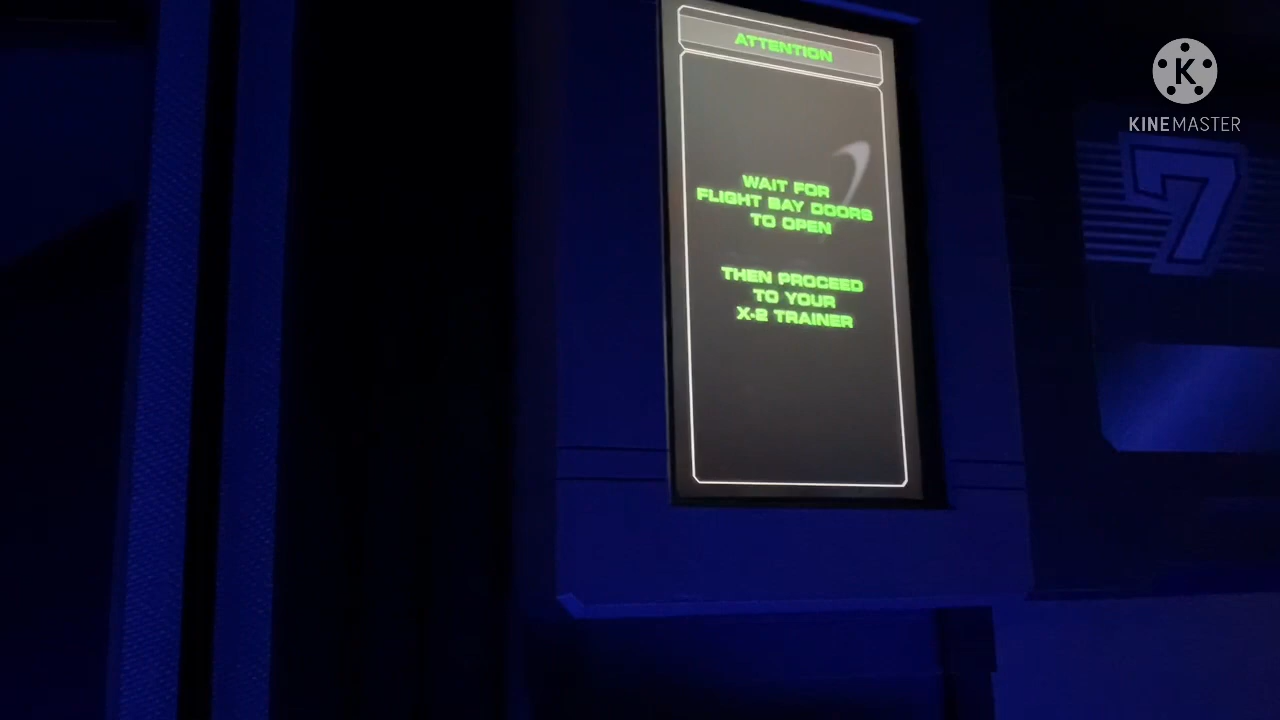 ATTENTION
WAIT FOR
FLIGHT BAY DOORS
TO OPEN
THEN PROCEED
TO YOUR
X-2 TRAINER
K
KINEMASTER
7